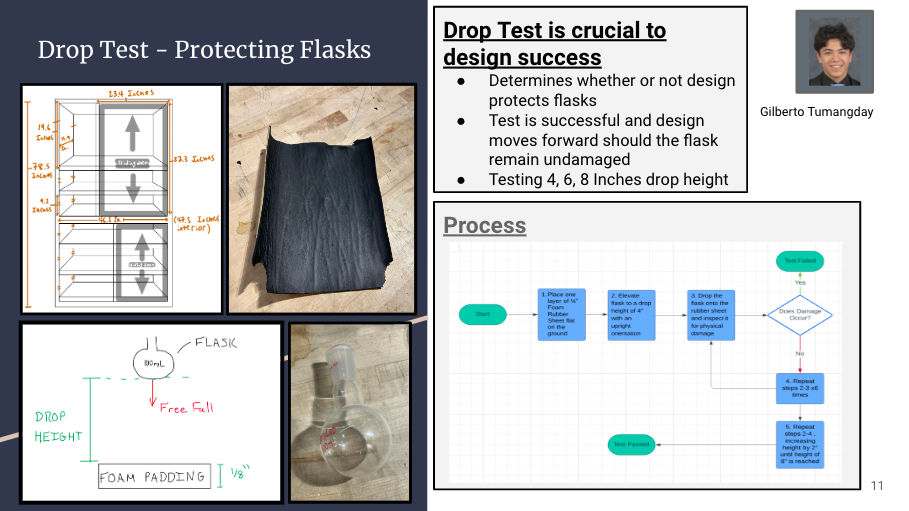 Drop Test - Protecting Flasks
23.4 Inches
19.6
Inches
78.5
Inches
37.3 Inches
9.2
Inches
(47.5 Inches
interior)
FLASK
100mL
Free Fall
DROP
HEIGHT
FOAM PADDING
1/8"
Drop Test is crucial to
design success
● Determines whether or not design
protects flasks
● Test is successful and design
moves forward should the flask
remain undamaged
● Testing 4, 6, 8 Inches drop height
Gilberto Tumangday
Process
Start
1. Place one
layer of ⅛"
Foam
Rubber
Sheet flat
on the
ground
2. Elevate
flask to a drop
height of 4"
with an
upright
orientation
3. Drop the
flask onto the
rubber sheet
and inspect it
for physical
damage
Does Damage
Occur?
Yes
Test Failed
No
4. Repeat
steps 2-3 x6
times
5. Repeat
steps 2-4 ,
increasing
height by 2"
until height of
8" is reached
Test Passed
11